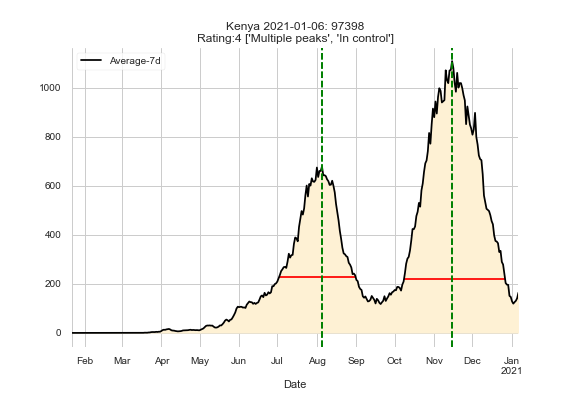 Kenya 2021-01-06: 97398
Rating:4 ['Multiple peaks', 'In control']
Average-7d
1000
800
600
400
200
0
Feb Mar Apr May Jun Jul Aug Sep Oct Nov Dec Jan
2021
Date